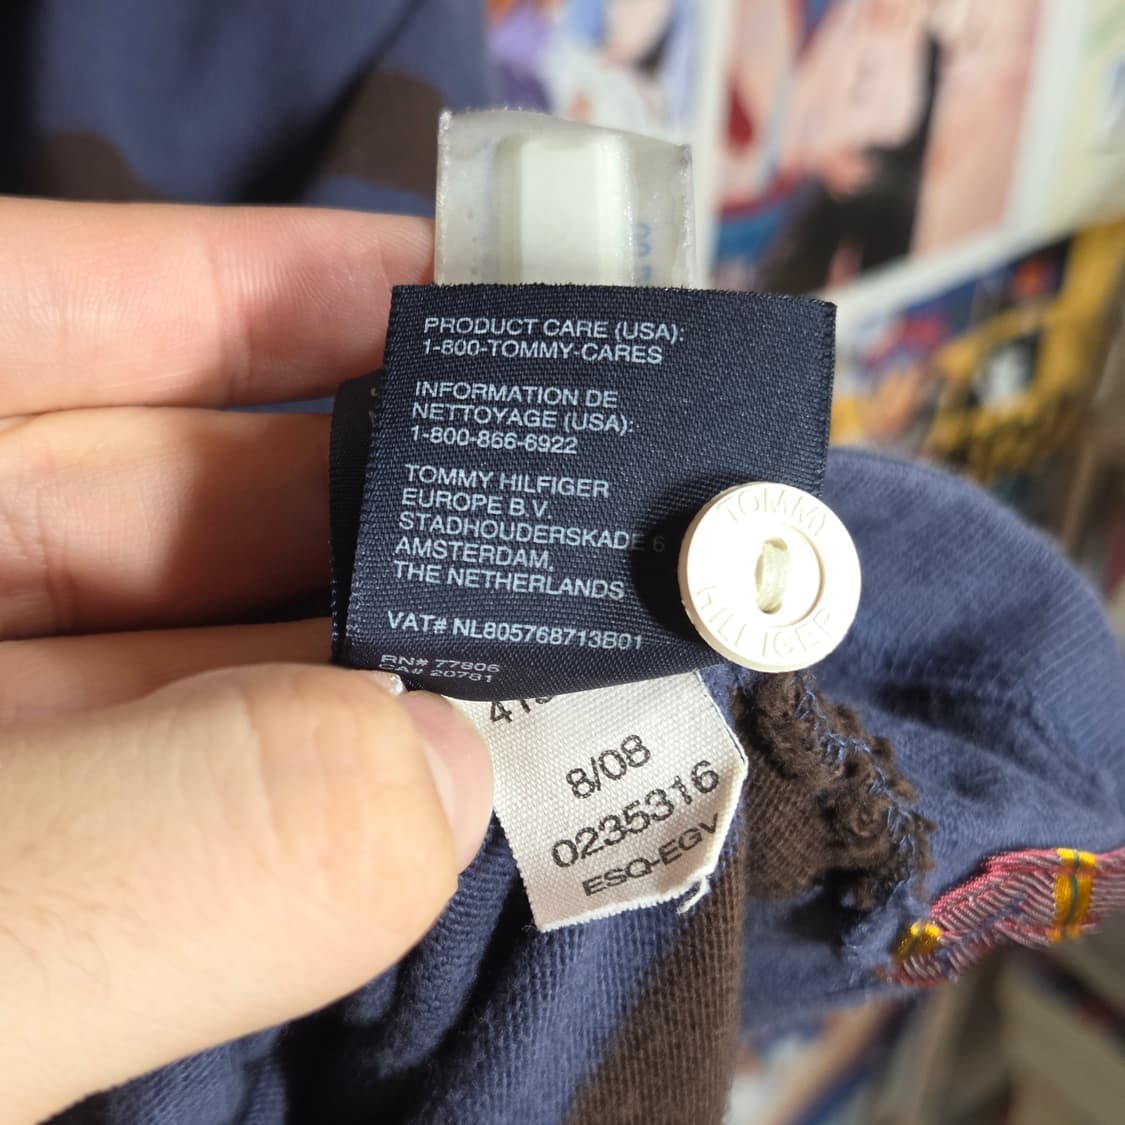 PRODUCT CARE (USA):
1-800-TOMMY-CARES
INFORMATION DE
NETTOYAGE (USA):
1-800-866-6922
TOMMY HILFIGER
EUROPE B.V.
STADHOUDERSKADE 6
AMSTERDAM,
THE NETHERLANDS
VAT# NL805768713B01
RN# 77806
CA# 20781
TOMMY
HILFIGER
8/08
0235316
ESQ-EGV